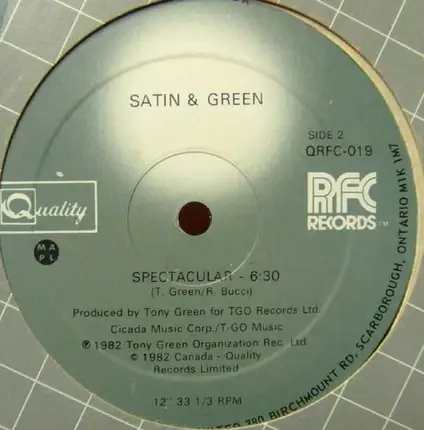 SATIN & GREEN
SIDE 2
QRFC-019
Quality
RFC
RECORDS™
M A
P L
SPECTACULAR - 6:30
(T. Green/R. Bucci)
Produced by Tony Green for TGO Records Ltd.
Cicada Music Corp./T-GO Music
℗ 1982 Tony Green Organization Rec. Ltd.
© 1982 Canada - Quality
Records Limited
12" 33 1/3 RPM
380 BIRCHMOUNT RD, SCARBOROUGH, ONTARIO M1K 1M7